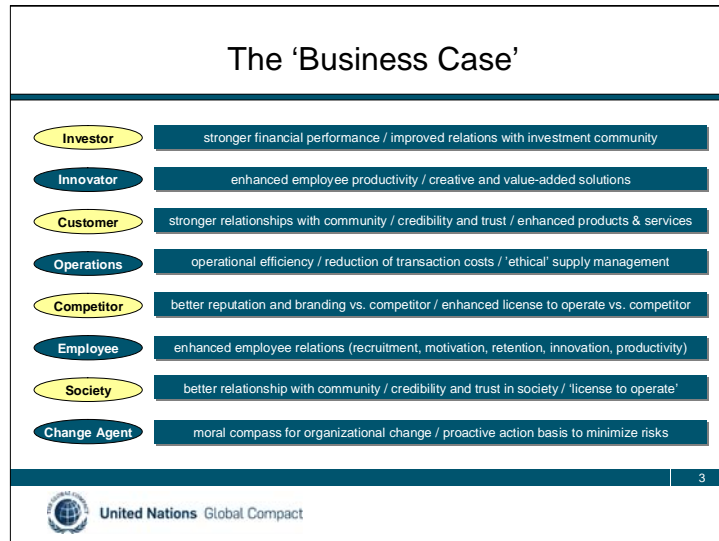 The ‘Business Case’
Investor stronger financial performance / improved relations with investment community
Innovator enhanced employee productivity / creative and value-added solutions
Customer stronger relationships with community / credibility and trust / enhanced products & services
Operations operational efficiency / reduction of transaction costs / 'ethical' supply management
Competitor better reputation and branding vs. competitor / enhanced license to operate vs. competitor
Employee enhanced employee relations (recruitment, motivation, retention, innovation, productivity)
Society better relationship with community / credibility and trust in society / ‘license to operate’
Change Agent moral compass for organizational change / proactive action basis to minimize risks
3
THE GLOBAL COMPACT
United Nations Global Compact